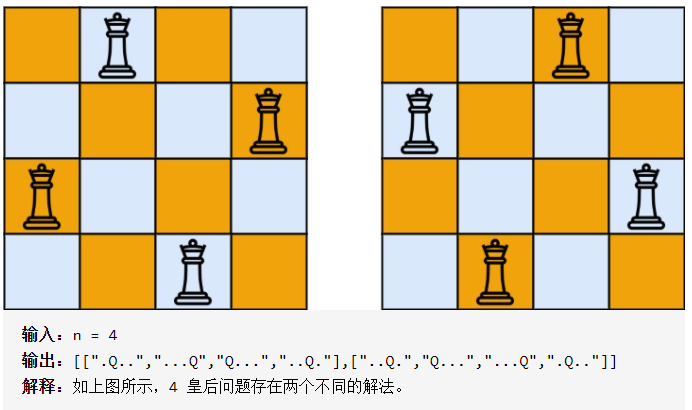 输入：n = 4
输出：[[".Q..","...Q","Q...","..Q."],["..Q.","Q...","...Q",".Q.."]]
解释：如上图所示，4 皇后问题存在两个不同的解法。